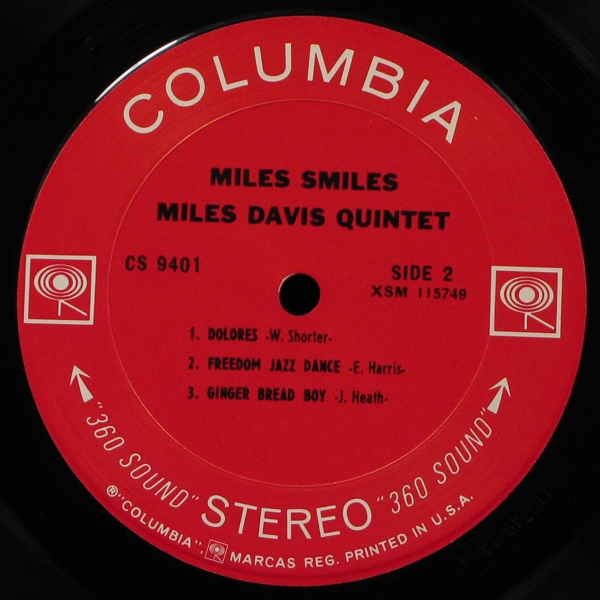 COLUMBIA
MILES SMILES
MILES DAVIS QUINTET
CS 9401
SIDE 2
XSM 115749
1. DOLORES -W. Shorter-
2. FREEDOM JAZZ DANCE -E. Harris-
3. GINGER BREAD BOY -J. Heath-
"360 SOUND" STEREO "360 SOUND"
®"COLUMBIA", MARCAS REG. PRINTED IN U.S.A.